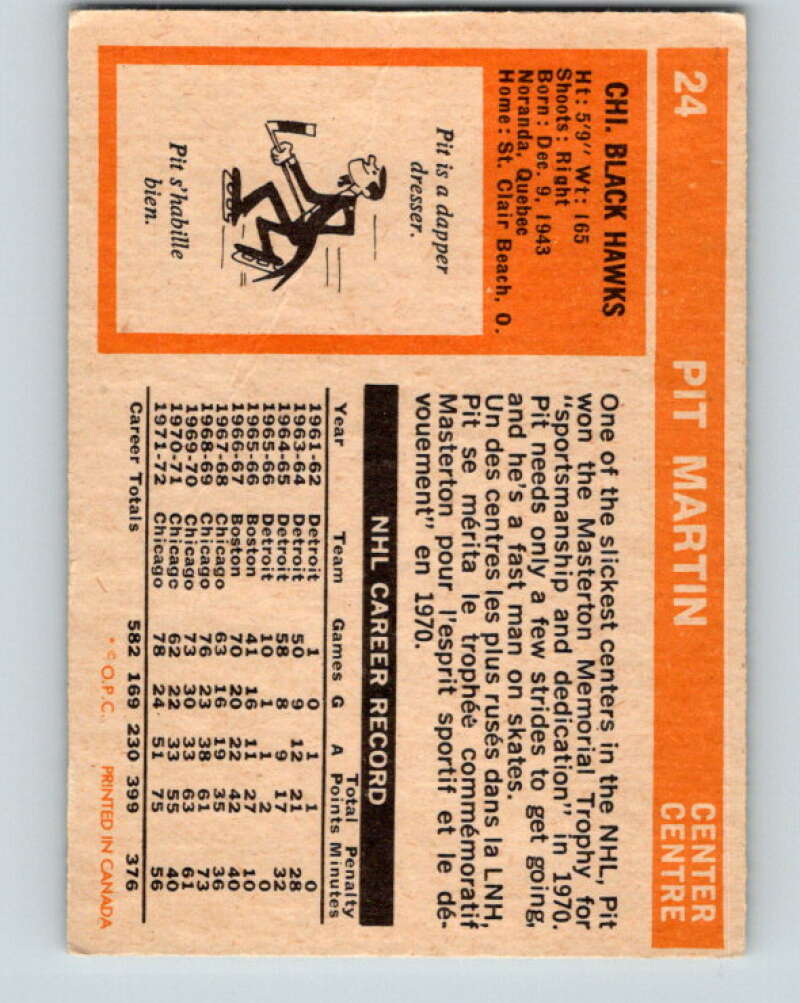 24 PIT MARTIN CENTER
CENTRE
CHI. BLACK HAWKS
Ht: 5'9" Wt: 165
Shoots: Right
Born: Dec. 9, 1943
Noranda, Quebec
Home: St. Clair Beach, O.
Pit is a dapper
dresser.
Pit s'habille
bien.
One of the slickest centers in the NHL, Pit
won the Masterton Memorial Trophy for
"sportsmanship and dedication" in 1970.
Pit needs only a few strides to get going,
and he's a fast man on skates.
Un des centres les plus rusés dans la LNH,
Pit se mérita le trophée commémoratif
Masterton pour l'esprit sportif et le dé-
vouement" en 1970.
NHL CAREER RECORD
Total Penalty
Year Team Games G A Points Minutes
1961-62 Detroit 1 0 1 1 0
1963-64 Detroit 50 9 12 21 28
1964-65 Detroit 58 8 9 17 32
1965-66 Detroit 10 1 1 2 0
1965-66 Boston 41 16 11 27 10
1966-67 Boston 70 20 22 42 40
1967-68 Chicago 63 16 19 35 36
1968-69 Chicago 76 23 38 61 73
1969-70 Chicago 73 30 33 63 61
1970-71 Chicago 62 22 33 55 40
1971-72 Chicago 78 24 51 75 56
Career Totals 582 169 230 399 376
* © O.P.C. PRINTED IN CANADA